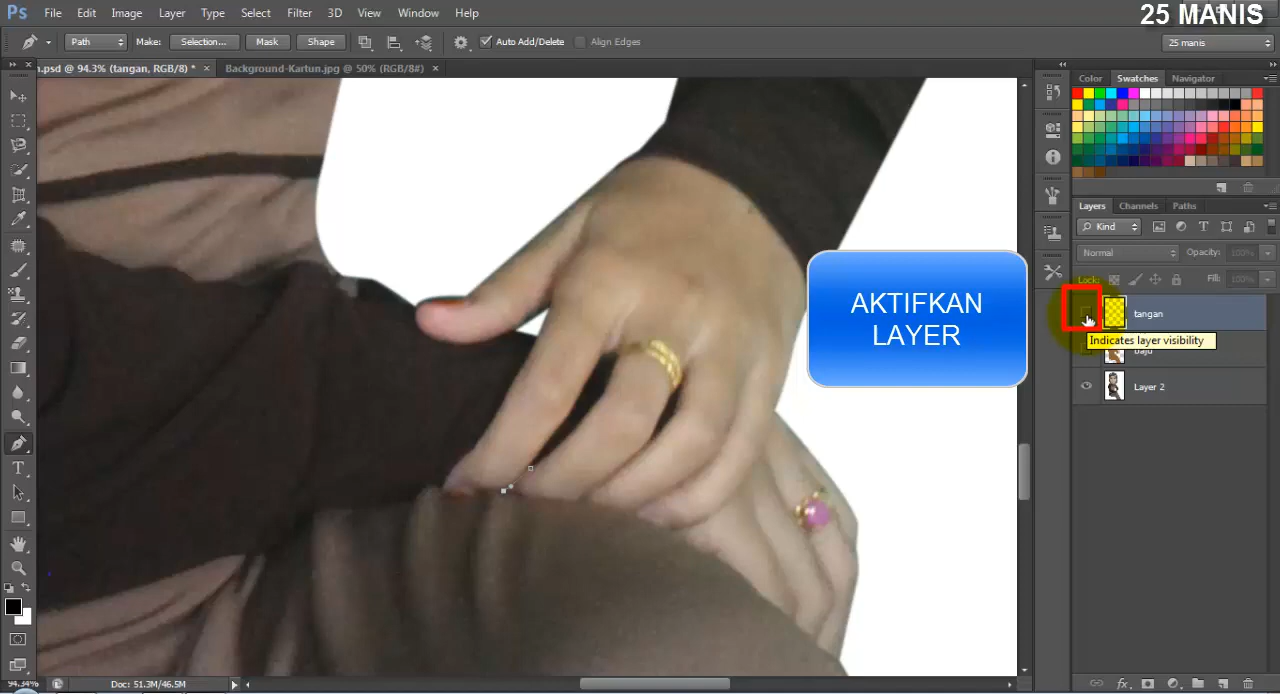 25 MANIS
Ps File Edit Image Layer Type Select Filter 3D View Window Help
Path Make: Selection... Mask Shape Auto Add/Delete Align Edges 25 manis
n.psd @ 94.3% (tangan, RGB/8) * × Background-Kartun.jpg @ 50% (RGB/8#) ×
Color Swatches Navigator
Layers Channels Paths
Kind
Normal Opacity: 100%
Lock: Fill: 100%
AKTIFKAN
LAYER
tangan
Indicates layer visibility
baju
Layer 2
94.34% Doc: 51.3M/46.5M